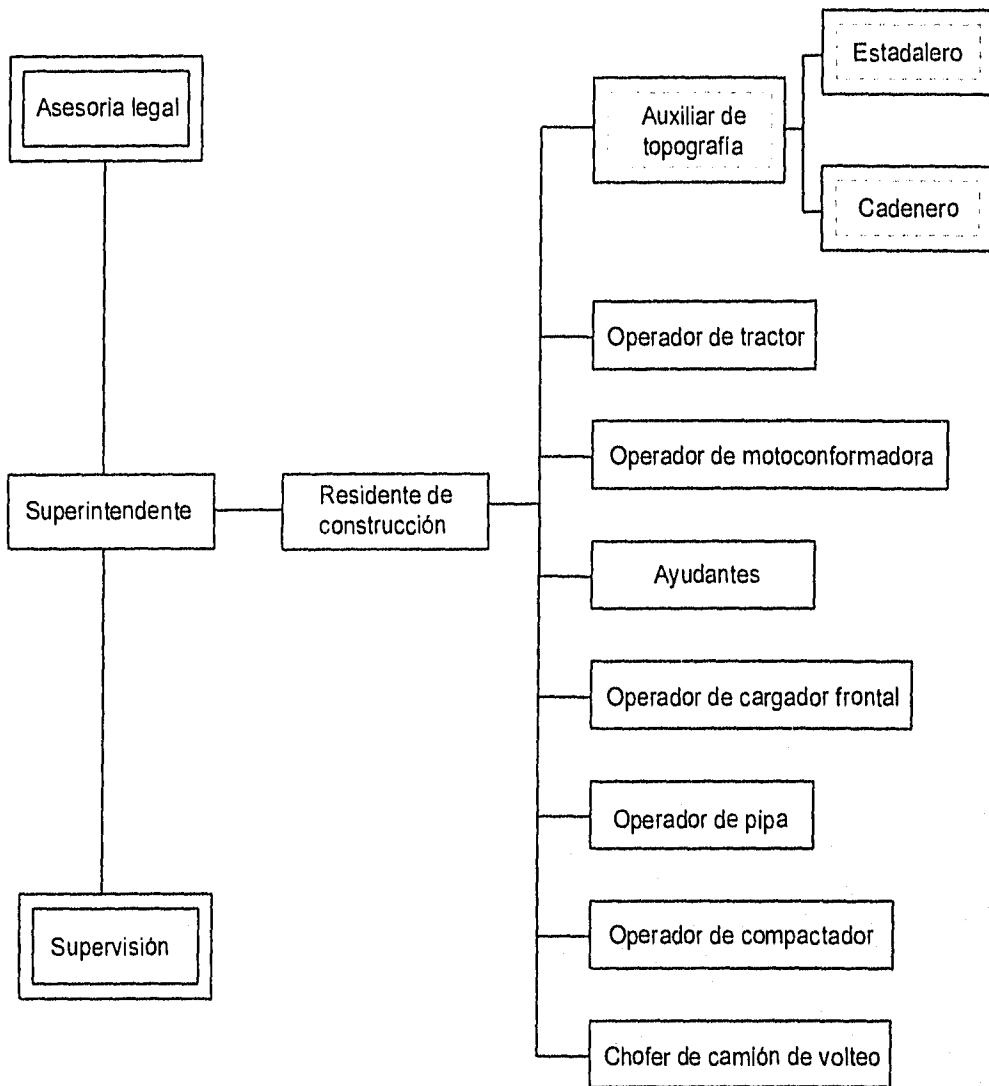 Estadalero
Asesoria legal
Auxiliar de
topografía
Cadenero
Operador de tractor
Operador de motoconformadora
Superintendente
Residente de
construcción
Ayudantes
Operador de cargador frontal
Operador de pipa
Supervisión
Operador de compactador
Chofer de camión de volteo